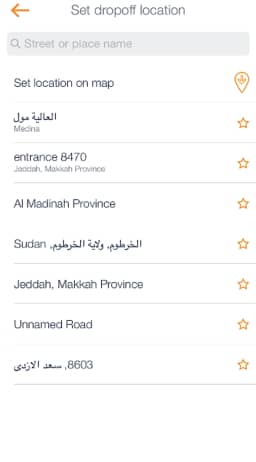 Set dropoff location
Street or place name
Set location on map
العالية مول
Medina
entrance 8470
Jeddah, Makkah Province
Al Madinah Province
الخرطوم, ولاية الخرطوم, Sudan
Jeddah, Makkah Province
Unnamed Road
8603, سعد الازدى